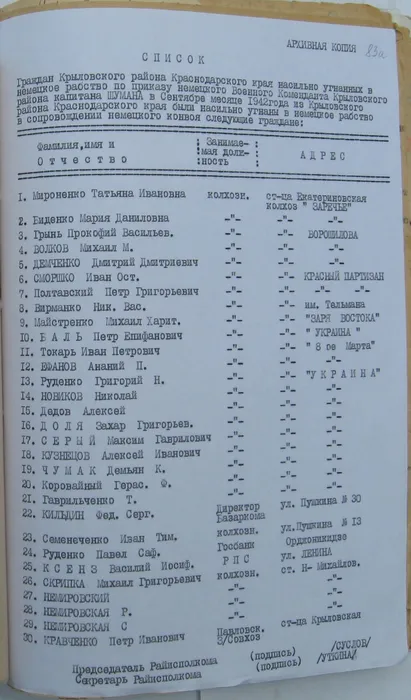 АРХИВНАЯ КОПИЯ
83
СПИСОК
Граждан Крыловского района Краснодарского края насильно угнанных в
немецкое рабство по приказу немецкого Военного Коменданта Крыловского
района капитана ШУМАНА в Сентябре месяце 1942года из Крыловского
района Краснодарского края были насильно угнаны в немецкое рабство
в сопровождении немецкого конвоя следующие граждане:
Фамилия,имя и :Занимае- : АДРЕС
Отчество :мая дол- :
:ность :
1. Мироненко Татьяна Ивановна колхозн. ст-ца Екатериновская
колхоз " ЗАРЕЧЬЕ"
2. Биденко Мария Даниловна -"- -"- -"-
3. Грынь Прокофий Васильев. -"- -"- ВОРОШИЛОВА
4. ВОЛКОВ Михаил М. -"- -"- -"-
5. ДЕМЧЕНКО Дмитрий Дмитриевич -"- -"- -"-
6. СМОРШКО Иван Ост. -"- -"- КРАСНЫЙ ПАРТИЗАН
7. Полтавский Петр Григорьевич -"- -"- -"- -"-
8. Вирманко Ник. Вас. -"- -"- им. Тельмана
9. Майстренко Михаил Харит. -"- -"- "ЗАРЯ ВОСТОКА"
10. ВАЛЬ Петр Епифанович -"- -"- " УКРАИНА "
11. Токарь Иван Петрович -"- -"- " 8 ое Марта"
12. ЕФАНОВ Ананий П. -"- -"- -"-
13. Руденко Григорий Н. -"- -"- "УКРАИНА"
14. НОВИКОВ Николай -"- -"- -"-
15. Дедов Алексей -"- -"- -"-
16. ДОЛЯ Захар Григорьев. -"- -"- -"-
17. СЕРЫЙ Максим Гаврилович -"- -"- -"-
18. КУЗНЕЦОВ Алексей Иванович -"- -"- -"-
19. ЧУМАК Демьян К. -"- -"- -"-
20. Коровайный Герас. Ф. -"- -"- -"-
21. Гаврильченко Т. -"- -"- -"-
22. КИЛЬДИН Фед. Серг. Директор ул. Пушкина № 30
Базаркома
23. Семенеченко Иван Тим. колхозн. ул.Пушкина № 13
24. Руденко Павел Саф. Госбанк Орджоникидзе
25. КСЕНЗ Василий Иосиф. РПС ул. ЛЕНИНА
26. СКРИПКА Михаил Григорьевич колхозн. ст. Н- Михайлов.
27. НЕМИРОВСКИЙ -"- -"-
28. НЕМИРОВСКАЯ Р. -"- -"-
29. НЕМИРОВСКАЯ С -"- -"-
30. КРАВЧЕНКО Петр Иванович Павловск. ст-ца Крыловская
З/Совхоз
Председатель Райисполкома (подпись) /СУСЛОВ/
Секретарь Райисполкома (подпись) /УТКИНА/